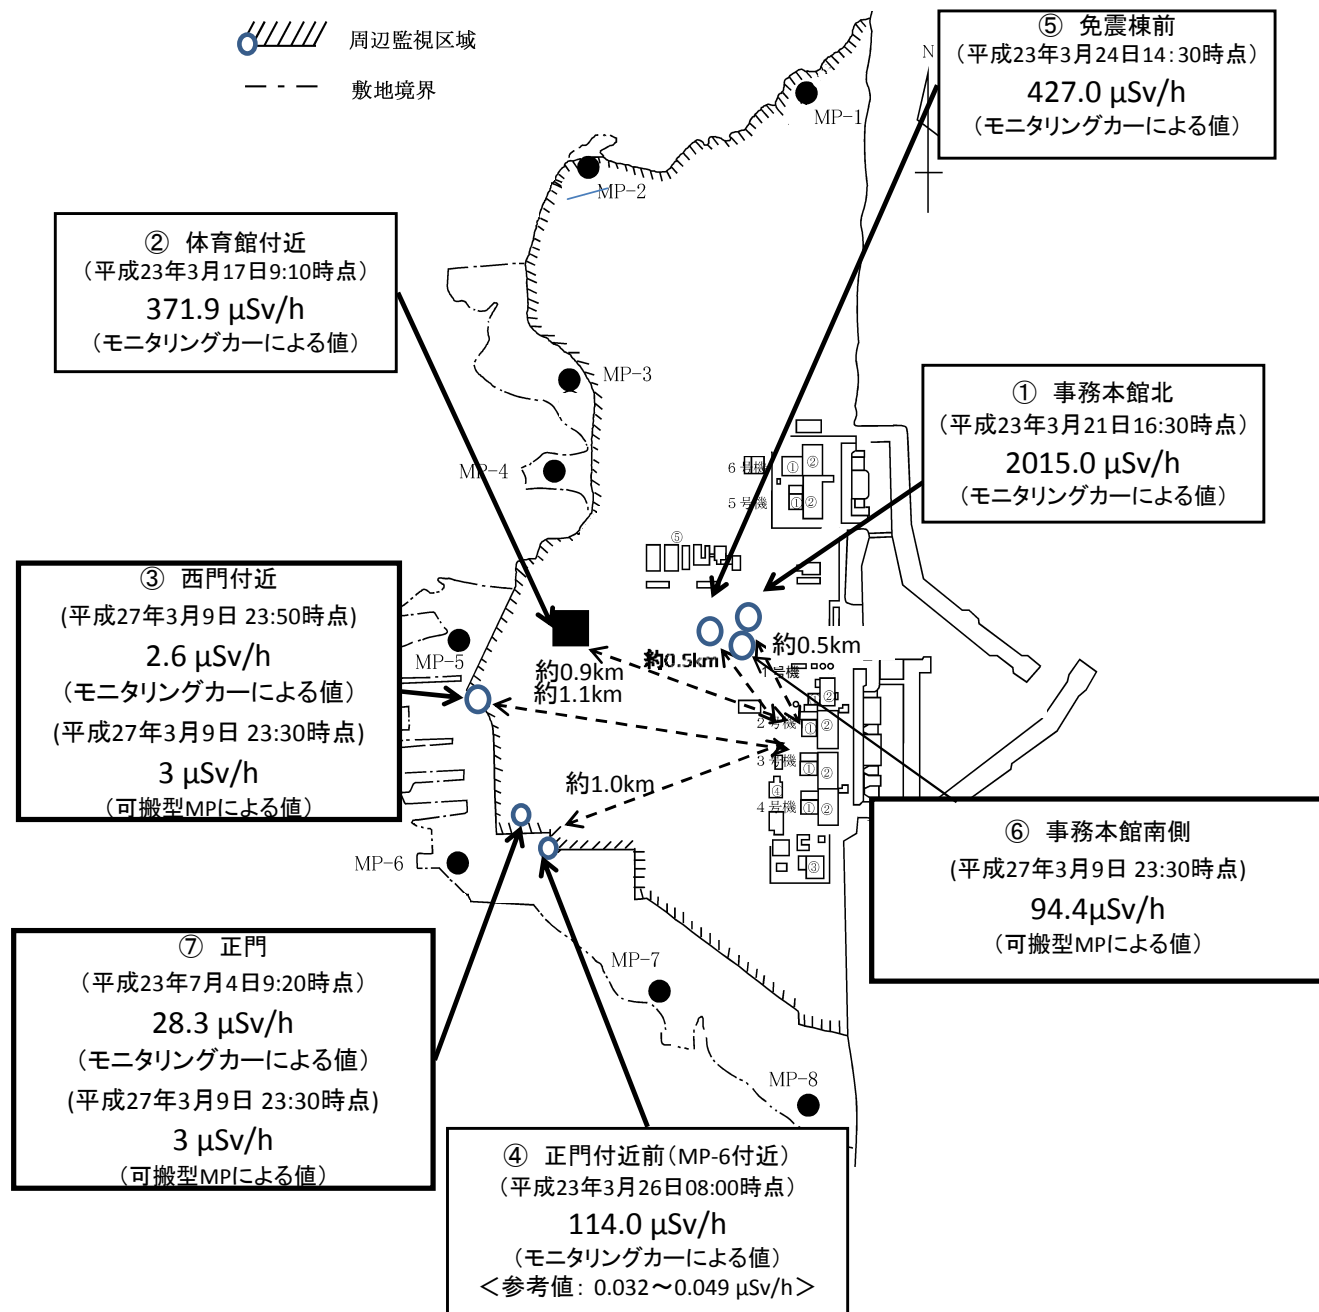 周辺監視区域
敷地境界
⑤ 免震棟前
(平成23年3月24日14:30時点)
427.0 µSv/h
(モニタリングカーによる値)
N
MP-1
MP-2
② 体育館付近
(平成23年3月17日9:10時点)
371.9 µSv/h
(モニタリングカーによる値)
MP-3
① 事務本館北
(平成23年3月21日16:30時点)
2015.0 µSv/h
(モニタリングカーによる値)
MP-4
6号機
①
②
5号機
①
②
⑤
③ 西門付近
(平成27年3月9日 23:50時点)
2.6 µSv/h
(モニタリングカーによる値)
(平成27年3月9日 23:30時点)
3 µSv/h
(可搬型MPによる値)
MP-5
約0.9km
約1.1km
約0.5km
約0.5km
1号機
②
2号機
①
②
3号機
①
②
約1.0km
④
4号機
①
②
③
MP-6
⑥ 事務本館南側
(平成27年3月9日 23:30時点)
94.4µSv/h
(可搬型MPによる値)
⑦ 正門
(平成23年7月4日9:20時点)
28.3 µSv/h
(モニタリングカーによる値)
(平成27年3月9日 23:30時点)
3 µSv/h
(可搬型MPによる値)
MP-7
MP-8
④ 正門付近前(MP-6付近)
(平成23年3月26日08:00時点)
114.0 µSv/h
(モニタリングカーによる値)
<参考値: 0.032~0.049 µSv/h>